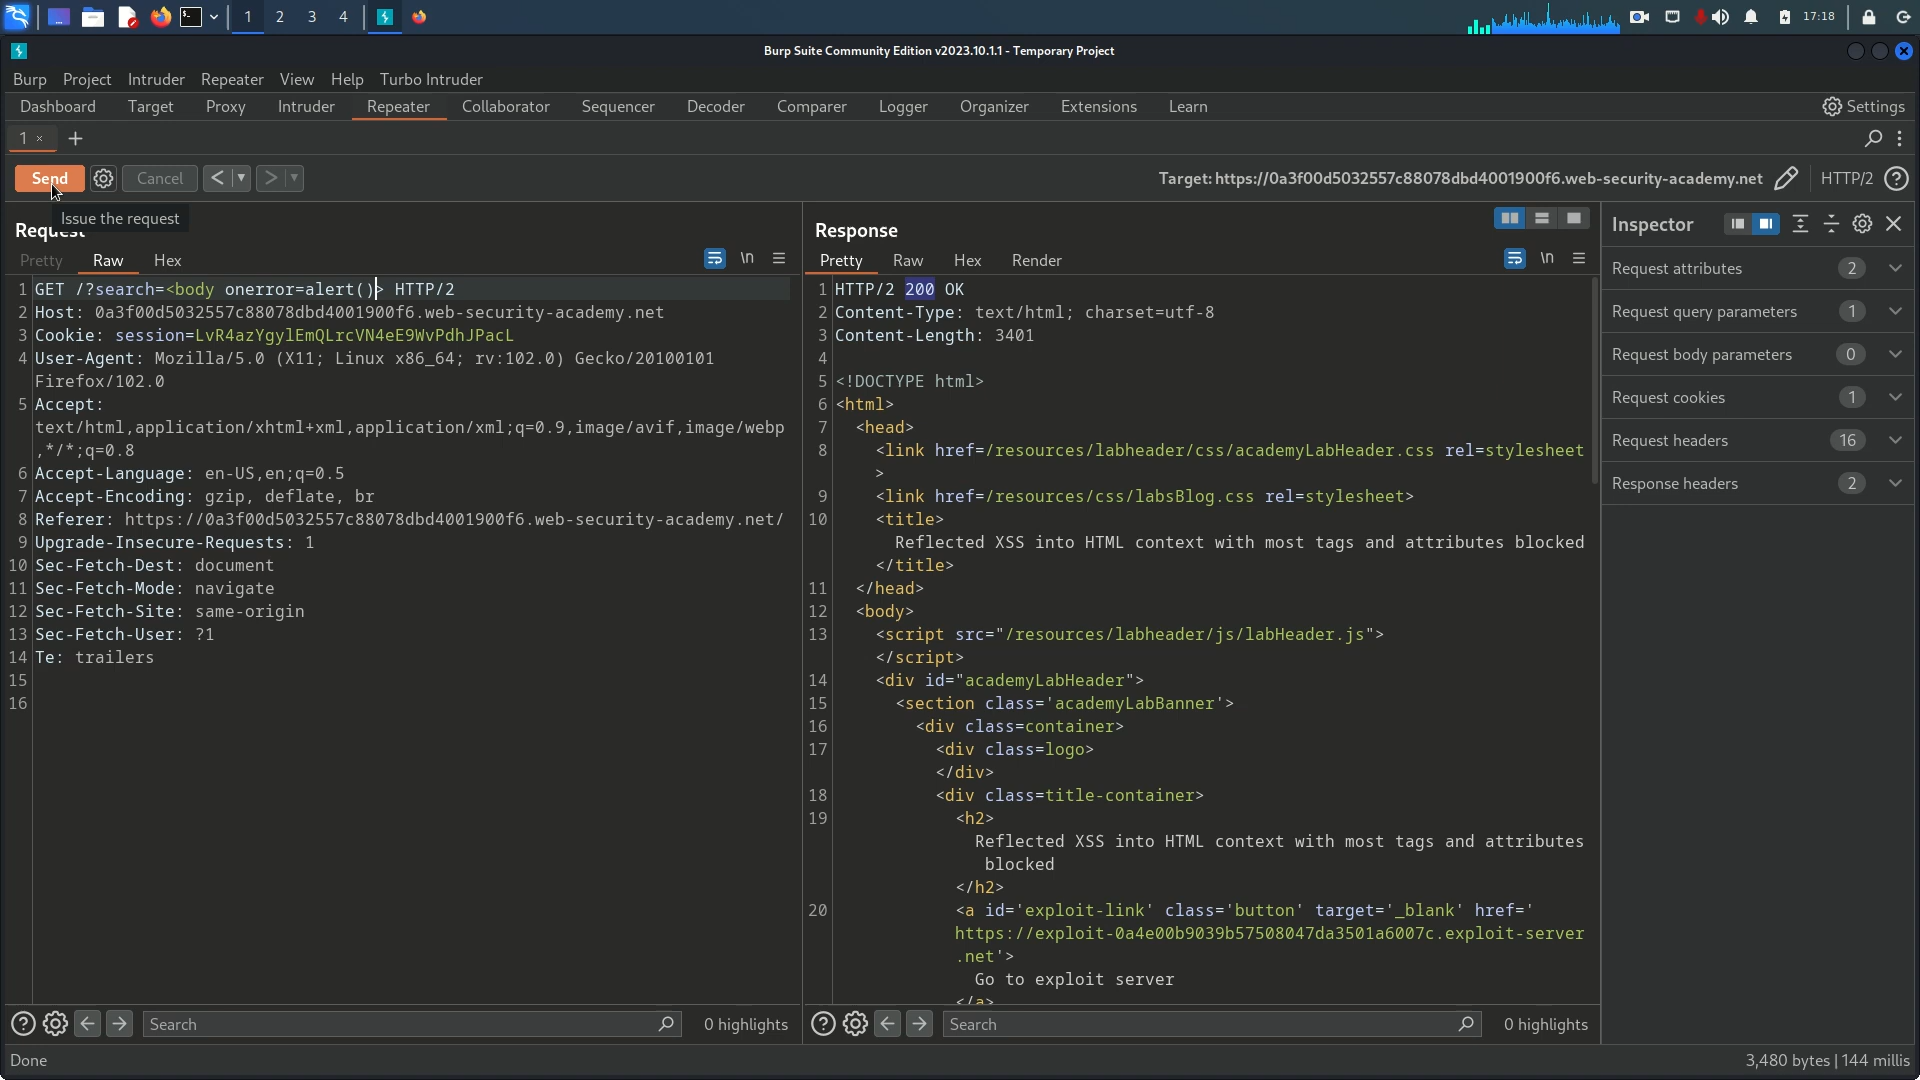 1 2 3 4 17:18
Burp Suite Community Edition v2023.10.1.1 - Temporary Project
Burp Project Intruder Repeater View Help Turbo Intruder
Dashboard Target Proxy Intruder Repeater Collaborator Sequencer Decoder Comparer Logger Organizer Extensions Learn Settings
1 × +
Send Cancel < > Target: https://0a3f00d5032557c88078dbd4001900f6.web-security-academy.net HTTP/2
Issue the request
Request
Pretty Raw Hex \n
1 GET /?search=<body onerror=alert()> HTTP/2
2 Host: 0a3f00d5032557c88078dbd4001900f6.web-security-academy.net
3 Cookie: session=LvR4azYgylEmQLrcVN4eE9WvPdhJPacL
4 User-Agent: Mozilla/5.0 (X11; Linux x86_64; rv:102.0) Gecko/20100101
Firefox/102.0
5 Accept:
text/html,application/xhtml+xml,application/xml;q=0.9,image/avif,image/webp
,*/*;q=0.8
6 Accept-Language: en-US,en;q=0.5
7 Accept-Encoding: gzip, deflate, br
8 Referer: https://0a3f00d5032557c88078dbd4001900f6.web-security-academy.net/
9 Upgrade-Insecure-Requests: 1
10 Sec-Fetch-Dest: document
11 Sec-Fetch-Mode: navigate
12 Sec-Fetch-Site: same-origin
13 Sec-Fetch-User: ?1
14 Te: trailers
15
16
Search 0 highlights
Response
Pretty Raw Hex Render \n
1 HTTP/2 200 OK
2 Content-Type: text/html; charset=utf-8
3 Content-Length: 3401
4
5 <!DOCTYPE html>
6 <html>
7 <head>
8 <link href=/resources/labheader/css/academyLabHeader.css rel=stylesheet
>
9 <link href=/resources/css/labsBlog.css rel=stylesheet>
10 <title>
Reflected XSS into HTML context with most tags and attributes blocked
</title>
11 </head>
12 <body>
13 <script src="/resources/labheader/js/labHeader.js">
</script>
14 <div id="academyLabHeader">
15 <section class='academyLabBanner'>
16 <div class=container>
17 <div class=logo>
</div>
18 <div class=title-container>
19 <h2>
Reflected XSS into HTML context with most tags and attributes
blocked
</h2>
20 <a id='exploit-link' class='button' target='_blank' href='
https://exploit-0a4e00b9039b57508047da3501a6007c.exploit-server
.net'>
Go to exploit server
</a>
Search 0 highlights
Inspector
Request attributes 2
Request query parameters 1
Request body parameters 0
Request cookies 1
Request headers 16
Response headers 2
Done 3,480 bytes | 144 millis